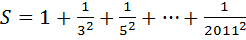 S = 1 + 1/3² + 1/5² + ⋯ + 1/2011²